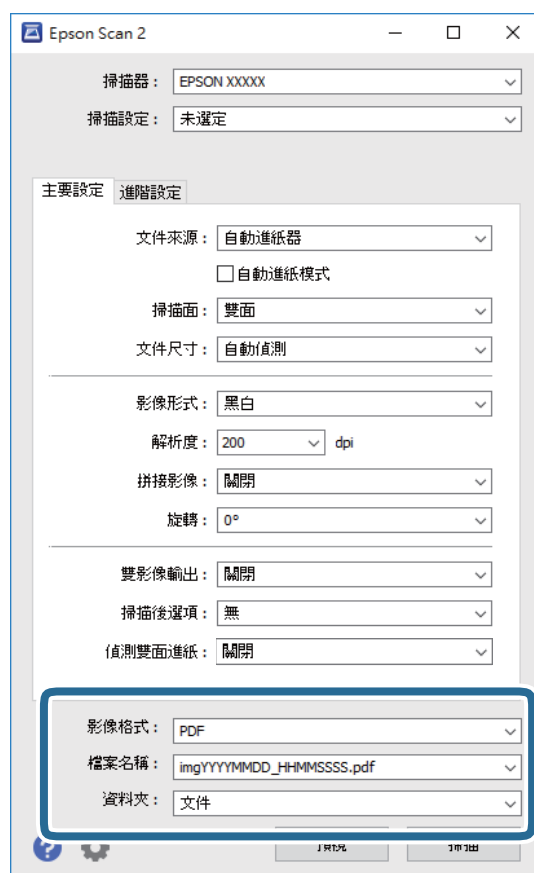 Epson Scan 2
掃描器： EPSON XXXXX
掃描設定： 未選定
主要設定 進階設定
文件來源： 自動進紙器
自動進紙模式
掃描面： 雙面
文件尺寸： 自動偵測
影像形式： 黑白
解析度： 200 dpi
拼接影像： 關閉
旋轉： 0°
雙影像輸出： 關閉
掃描後選項： 無
偵測雙面進紙： 關閉
影像格式： PDF
檔案名稱： imgYYYYMMDD_HHMMSSSS.pdf
資料夾： 文件